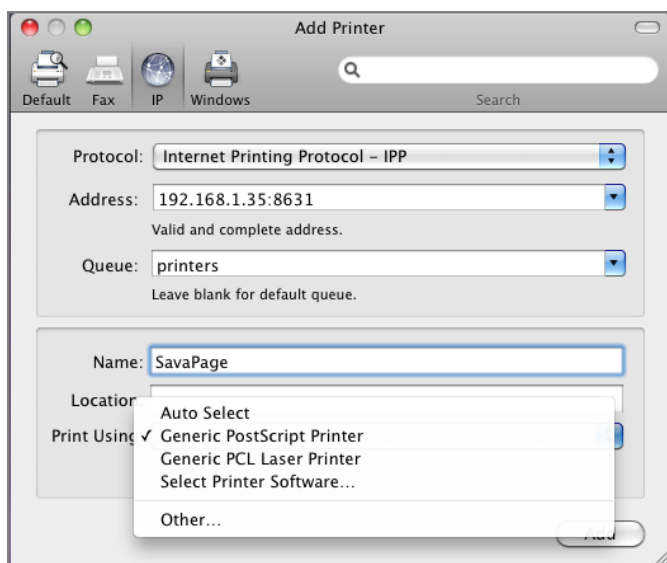 Add Printer
Default Fax IP Windows Search
Protocol: Internet Printing Protocol – IPP
Address: 192.168.1.35:8631
Valid and complete address.
Queue: printers
Leave blank for default queue.
Name: SavaPage
Location
Auto Select
Print Using ✓ Generic PostScript Printer
Generic PCL Laser Printer
Select Printer Software...
Other...
Add